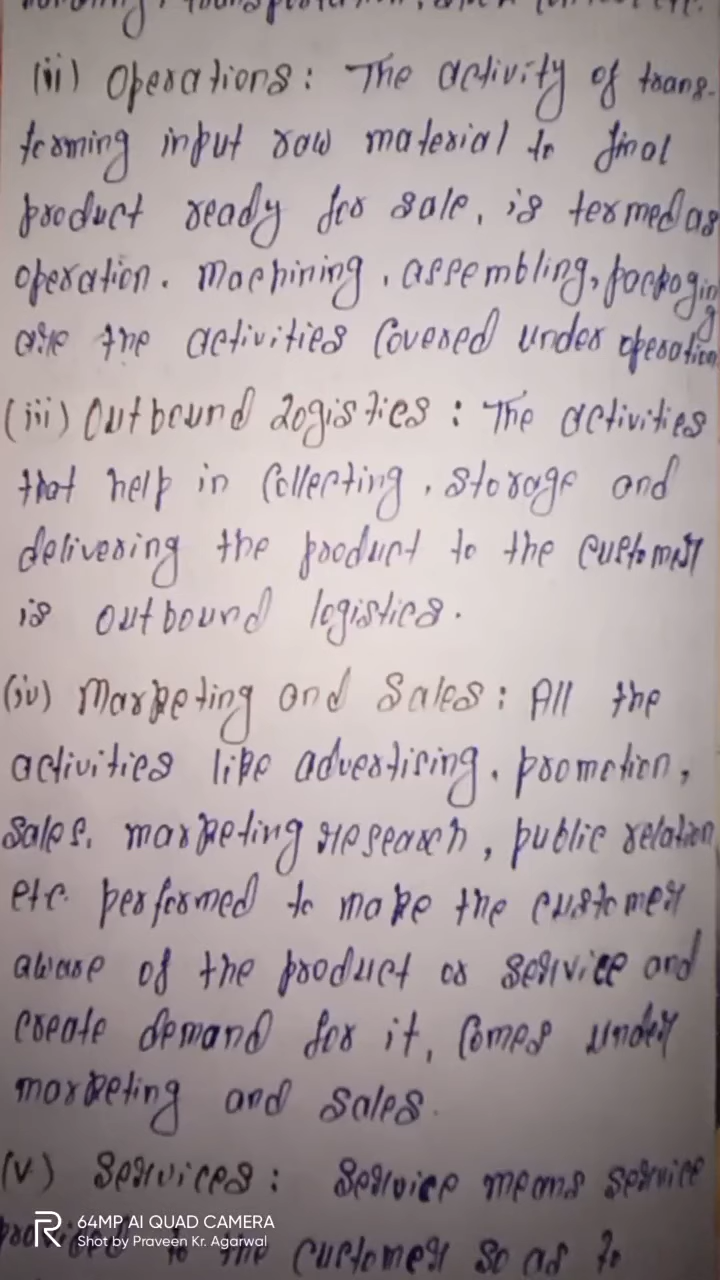 transportation,
(ii) Operations: The activity of trans-
forming input raw material to final
product ready for sale, is termed as
operation. Machining, assembling, packaging
are the activities covered under operation
(iii) Outbound Logistics: The activities
that help in collecting, storage and
delivering the product to the customer
is outbound logistics.
(iv) Marketing and Sales: All the
activities like advertising, promotion,
sales, marketing research, public relation
etc. performed to make the customer
aware of the product or service and
create demand for it, comes under
marketing and sales.
(v) Services: Service means service
provided to the customer so as to
64MP AI QUAD CAMERA
Shot by Praveen Kr. Agarwal